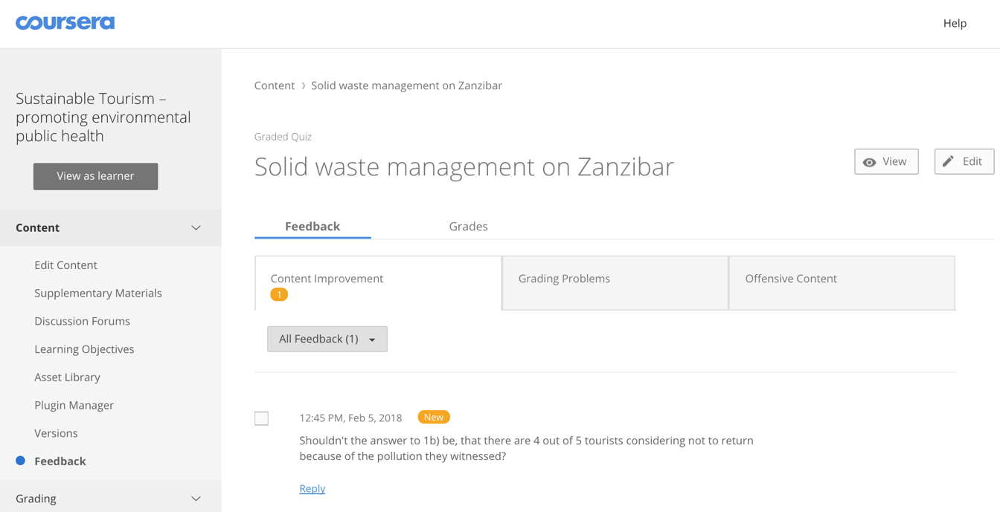 coursera
Help
Sustainable Tourism –
promoting environmental
public health
View as learner
Content
Edit Content
Supplementary Materials
Discussion Forums
Learning Objectives
Asset Library
Plugin Manager
Versions
Feedback
Grading
Content › Solid waste management on Zanzibar
Graded Quiz
Solid waste management on Zanzibar
View
Edit
Feedback
Grades
Content Improvement
1
Grading Problems
Offensive Content
All Feedback (1)
12:45 PM, Feb 5, 2018 New
Shouldn't the answer to 1b) be, that there are 4 out of 5 tourists considering not to return
because of the pollution they witnessed?
Reply